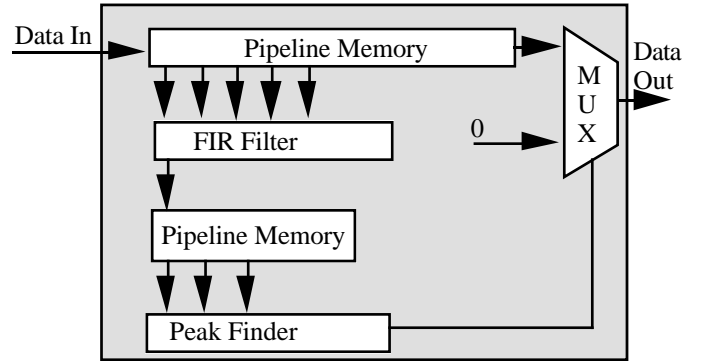 Data In
Pipeline Memory
Data
Out
M
U
X
0
FIR Filter
Pipeline Memory
Peak Finder